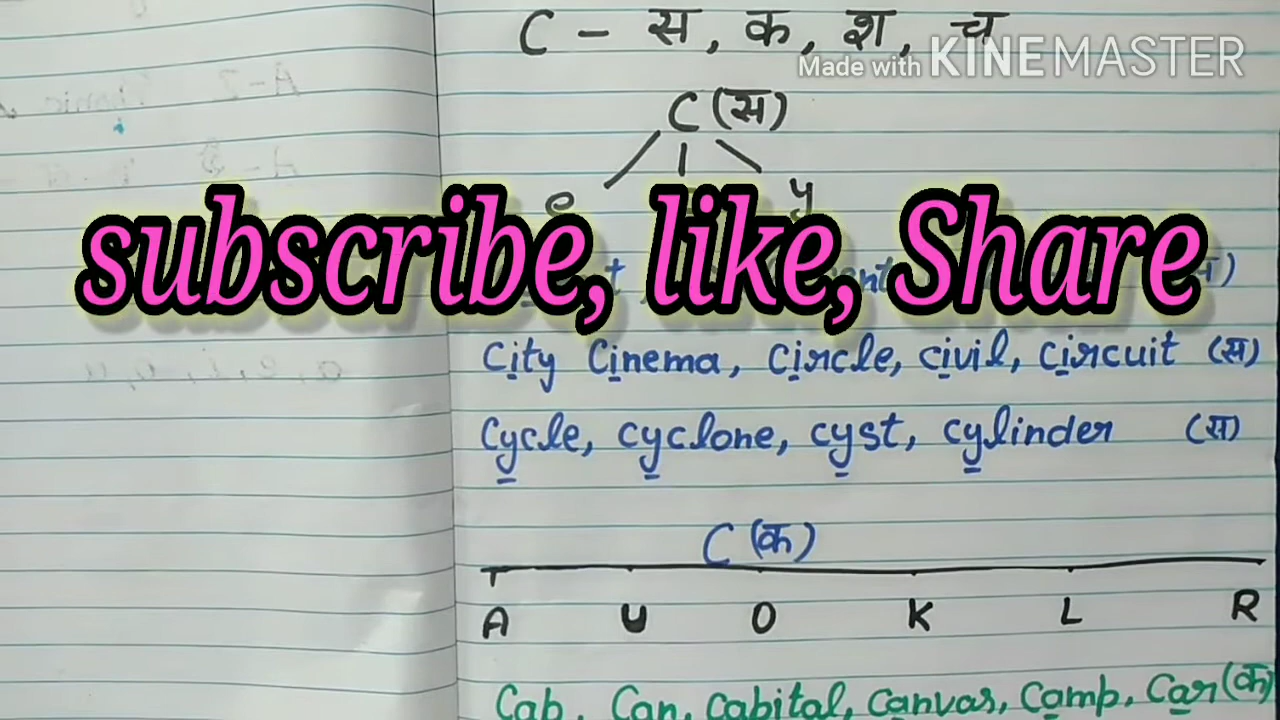 C - स, क, श, च
Made with KINEMASTER
C (स)
e y
subscribe, like, Share
City Cinema, Circle, civil, circuit (स)
Cycle, cyclone, cyst, cylinder (स)
C (क)
A U O K L R
Cab, Can, capital, canvas, Camp, Car (क)